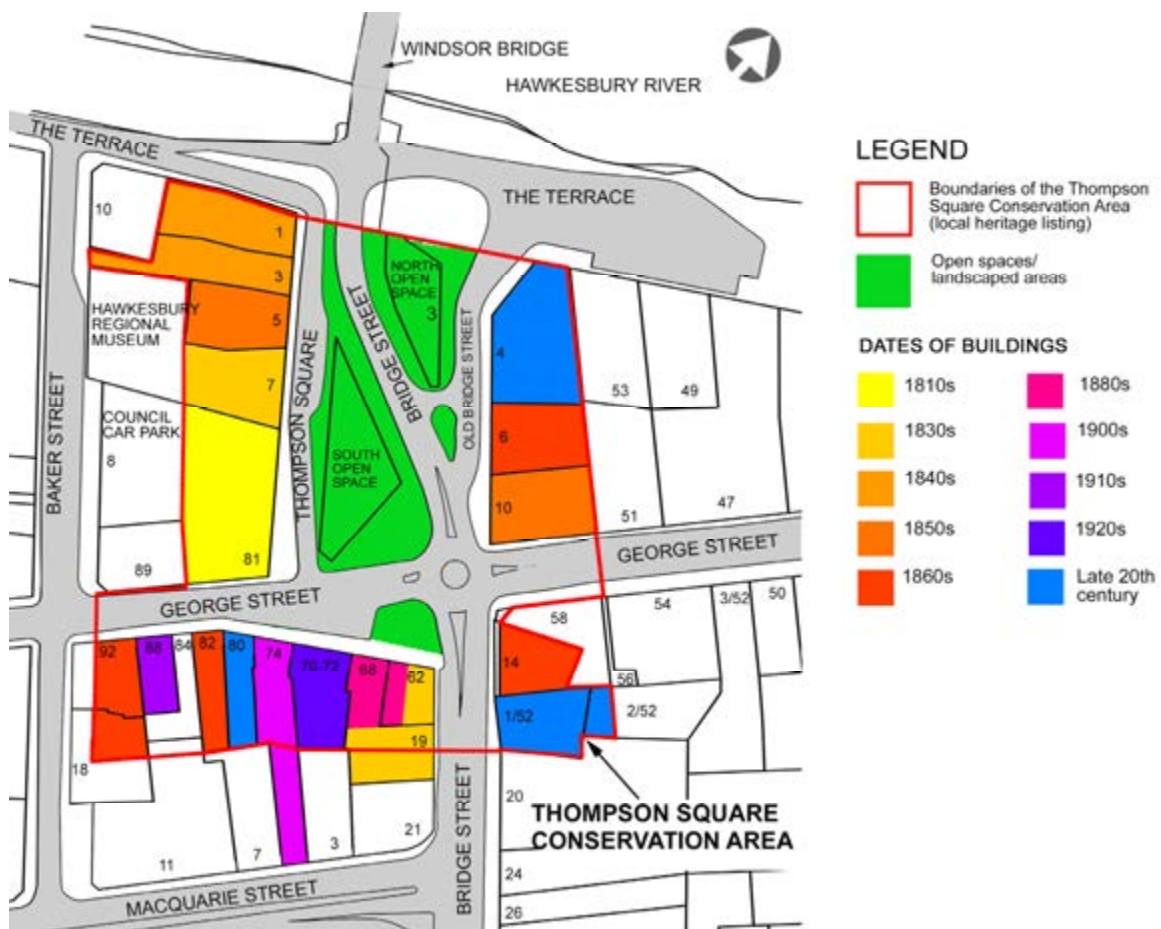 WINDSOR BRIDGE
HAWKESBURY RIVER
THE TERRACE
THE TERRACE
10
1
3
5
7
81
HAWKESBURY
REGIONAL
MUSEUM
COUNCIL
CAR PARK
8
89
BAKER STREET
THOMPSON SQUARE
BRIDGE STREET
OLD BRIDGE STREET
NORTH
OPEN
SPACE
3
SOUTH
OPEN
SPACE
4
6
10
53
49
51
47
GEORGE STREET
GEORGE STREET
92
88
84
82
80
74
70-72
68
62
19
18
11
7
3
21
MACQUARIE STREET
BRIDGE STREET
58
54
3/52
50
14
56
1/52
2/52
20
24
26
THOMPSON SQUARE
CONSERVATION AREA
LEGEND
Boundaries of the Thompson
Square Conservation Area
(local heritage listing)
Open spaces/
landscaped areas
DATES OF BUILDINGS
1810s
1830s
1840s
1850s
1860s
1880s
1900s
1910s
1920s
Late 20th
century